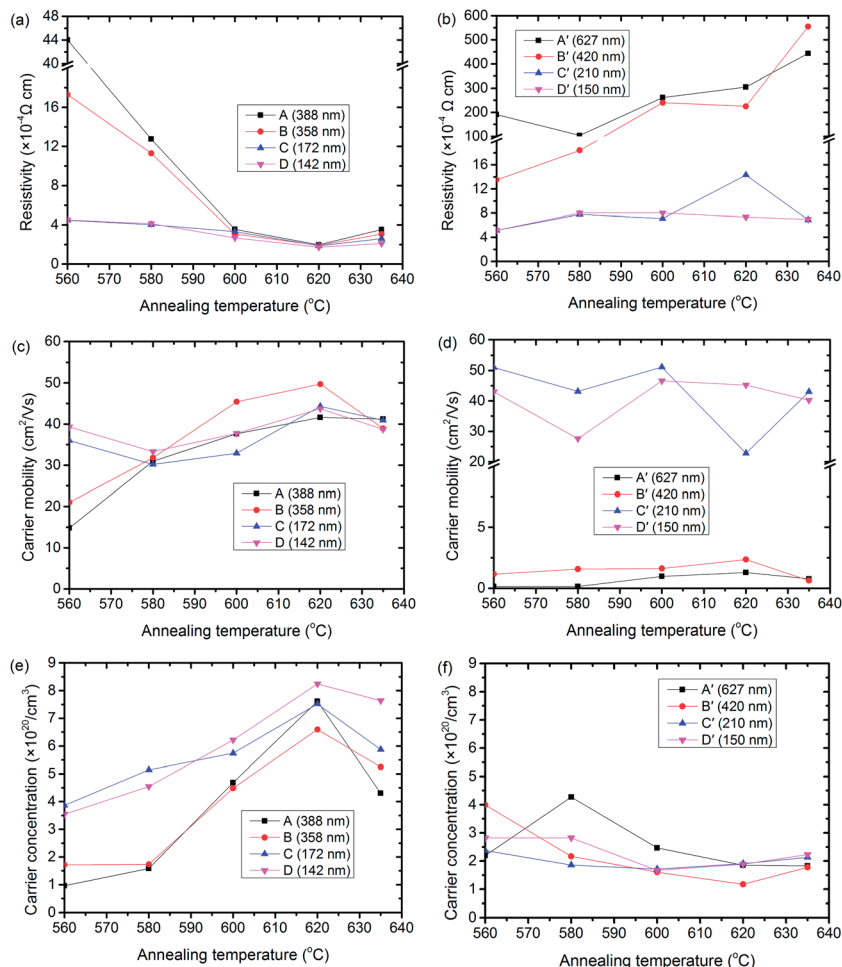 (a)
44
40
16
12
8
4
0
Resistivity (×10⁻⁴Ω cm)
A (388 nm)
B (358 nm)
C (172 nm)
D (142 nm)
560 570 580 590 600 610 620 630 640
Annealing temperature (°C)
(b)
600
500
400
300
200
100
16
12
8
4
0
Resistivity (×10⁻⁴ Ω cm)
A′ (627 nm)
B′ (420 nm)
C′ (210 nm)
D′ (150 nm)
560 570 580 590 600 610 620 630 640
Annealing temperature (°C)
(c)
60
50
40
30
20
10
0
Carrier mobility (cm²/Vs)
A (388 nm)
B (358 nm)
C (172 nm)
D (142 nm)
560 570 580 590 600 610 620 630 640
Annealing temperature (°C)
(d)
60
50
40
30
20
5
0
Carrier mobility (cm²/Vs)
A′ (627 nm)
B′ (420 nm)
C′ (210 nm)
D′ (150 nm)
560 570 580 590 600 610 620 630 640
Annealing temperature (°C)
(e)
9
8
7
6
5
4
3
2
1
0
Carrier concentration (×10²⁰/cm³)
A (388 nm)
B (358 nm)
C (172 nm)
D (142 nm)
560 570 580 590 600 610 620 630 640
Annealing temperature (°C)
(f)
9
8
7
6
5
4
3
2
1
0
Carrier concentration (×10²⁰/cm³)
A′ (627 nm)
B′ (420 nm)
C′ (210 nm)
D′ (150 nm)
560 570 580 590 600 610 620 630 640
Annealing temperature (°C)